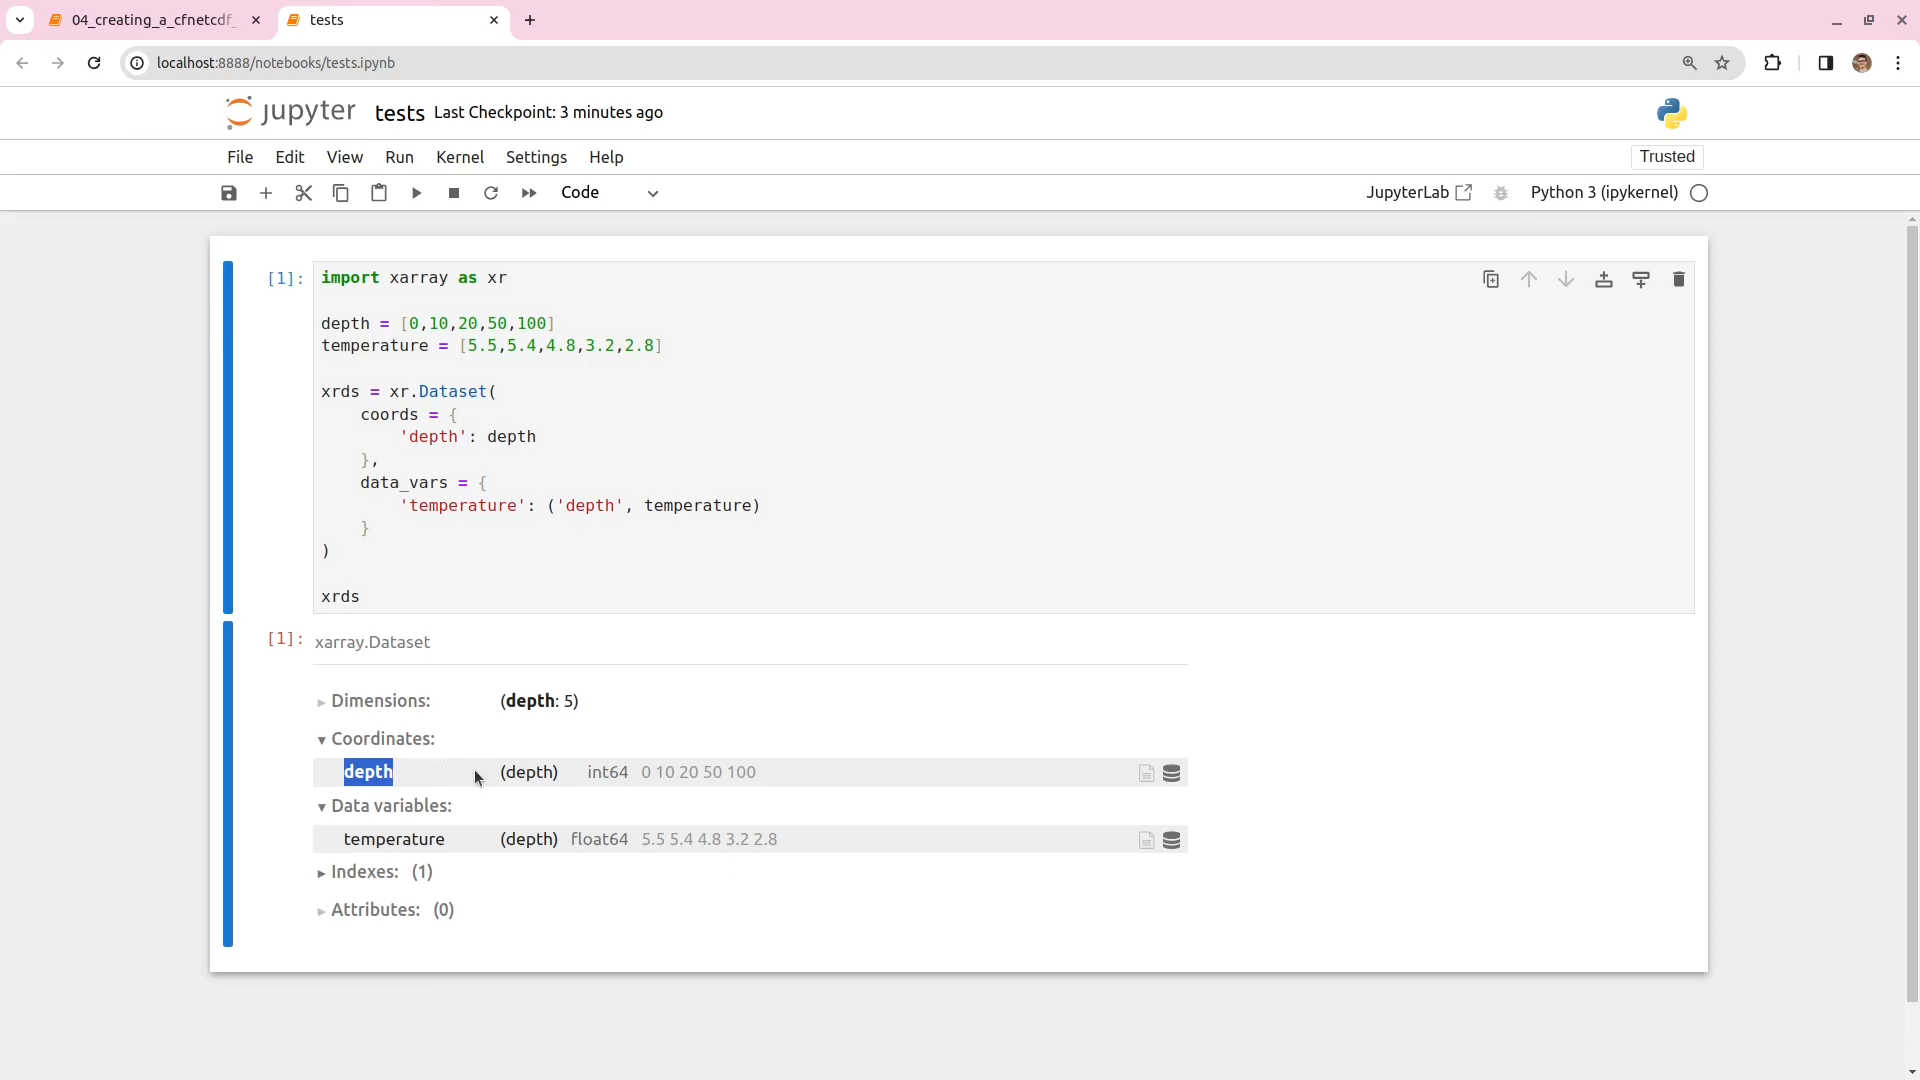 04_creating_a_cfnetcdf_
tests
localhost:8888/notebooks/tests.ipynb
jupyter tests Last Checkpoint: 3 minutes ago
File Edit View Run Kernel Settings Help Trusted
Code JupyterLab Python 3 (ipykernel)
[1]: import xarray as xr
depth = [0,10,20,50,100]
temperature = [5.5,5.4,4.8,3.2,2.8]
xrds = xr.Dataset(
    coords = {
        'depth': depth
    },
    data_vars = {
        'temperature': ('depth', temperature)
    }
)
xrds
[1]: xarray.Dataset
Dimensions: (depth: 5)
Coordinates:
depth (depth) int64 0 10 20 50 100
Data variables:
temperature (depth) float64 5.5 5.4 4.8 3.2 2.8
Indexes: (1)
Attributes: (0)